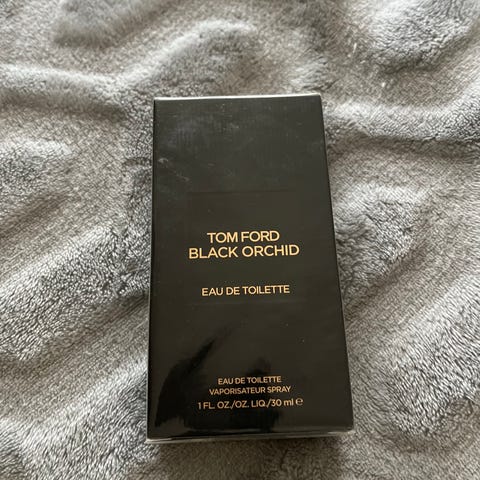 TOM FORD
BLACK ORCHID
EAU DE TOILETTE
EAU DE TOILETTE
VAPORISATEUR SPRAY
1 FL. OZ./OZ. LIQ./30 ml ℮